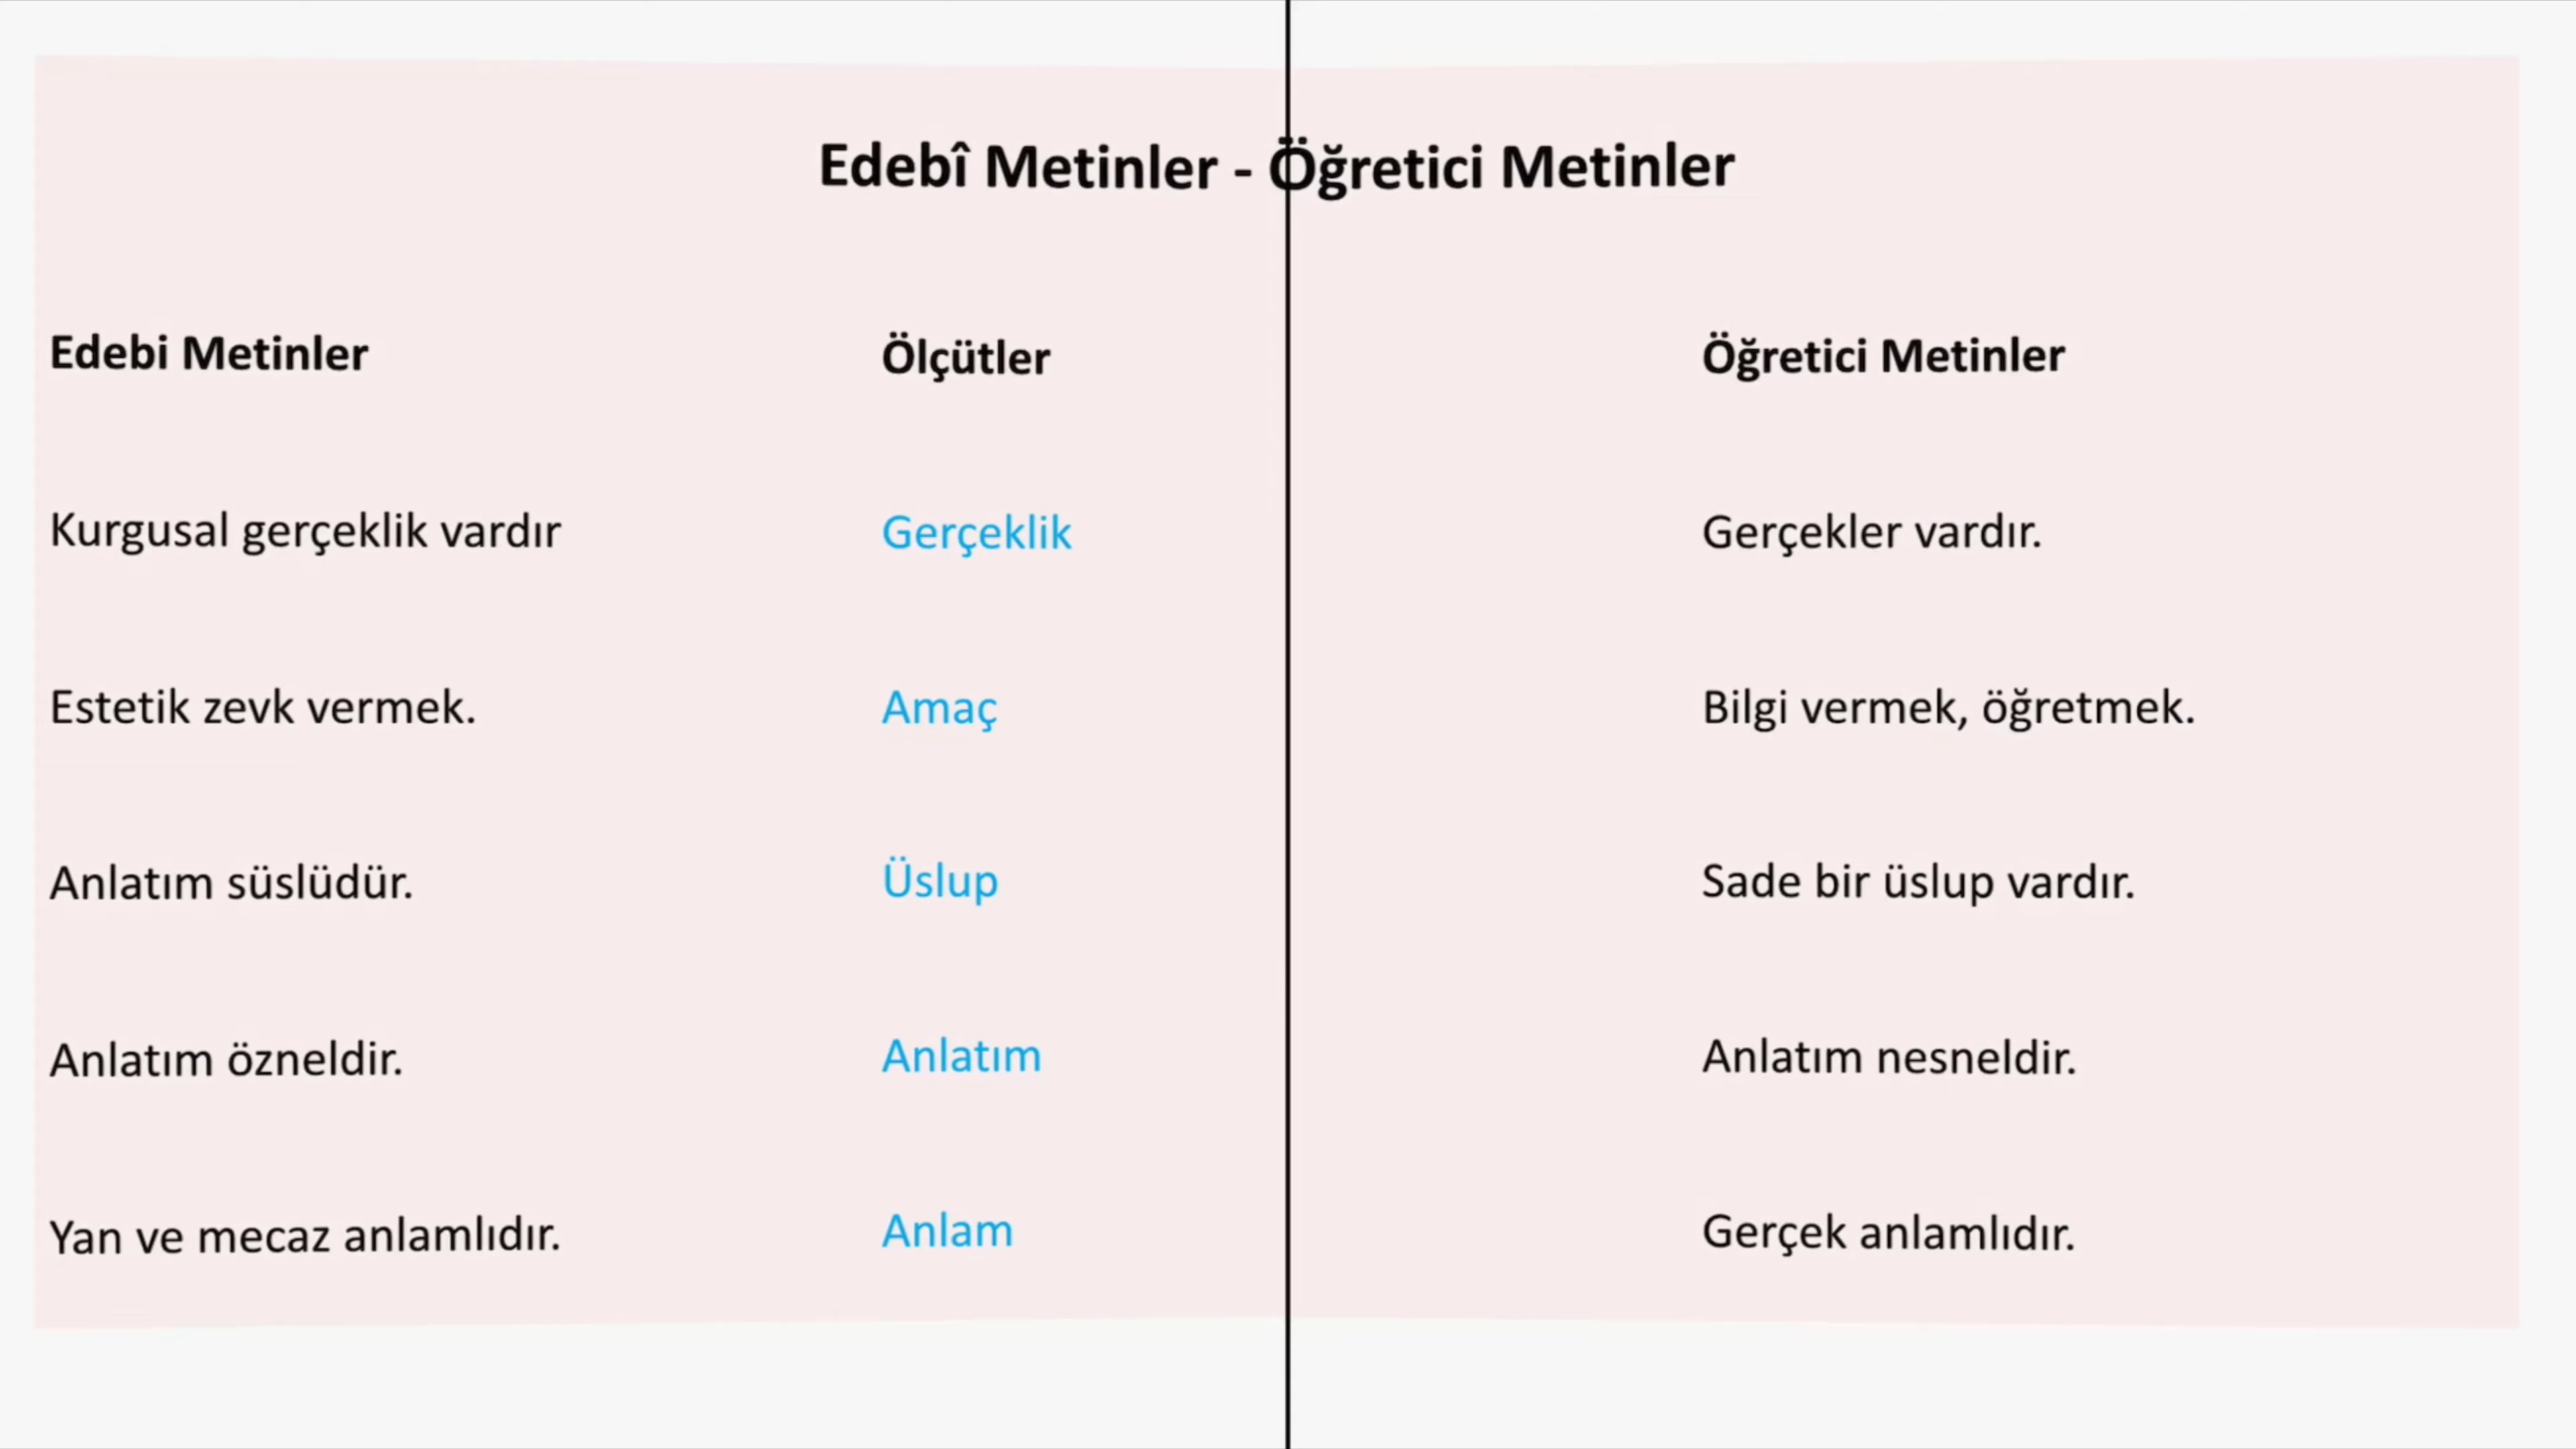 Edebî Metinler - Öğretici Metinler
Edebi Metinler Ölçütler Öğretici Metinler
Kurgusal gerçeklik vardır Gerçeklik Gerçekler vardır.
Estetik zevk vermek. Amaç Bilgi vermek, öğretmek.
Anlatım süslüdür. Üslup Sade bir üslup vardır.
Anlatım özneldir. Anlatım Anlatım nesneldir.
Yan ve mecaz anlamlıdır. Anlam Gerçek anlamlıdır.